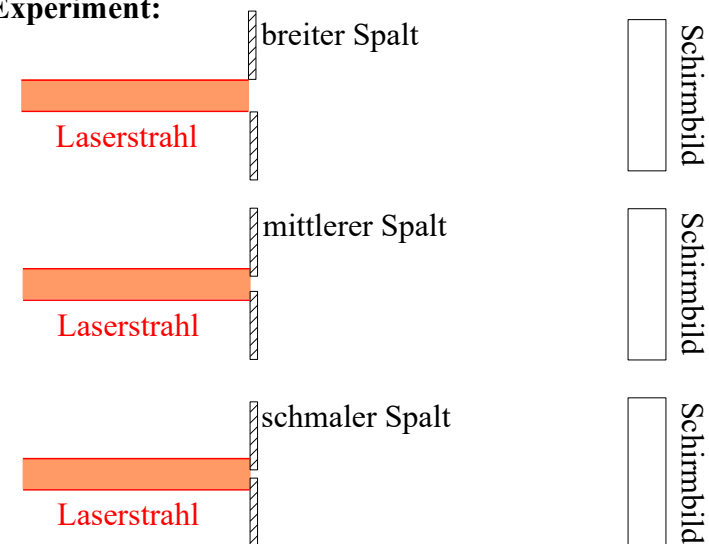 Experiment:
breiter Spalt
Schirmbild
Laserstrahl
mittlerer Spalt
Schirmbild
Laserstrahl
schmaler Spalt
Schirmbild
Laserstrahl